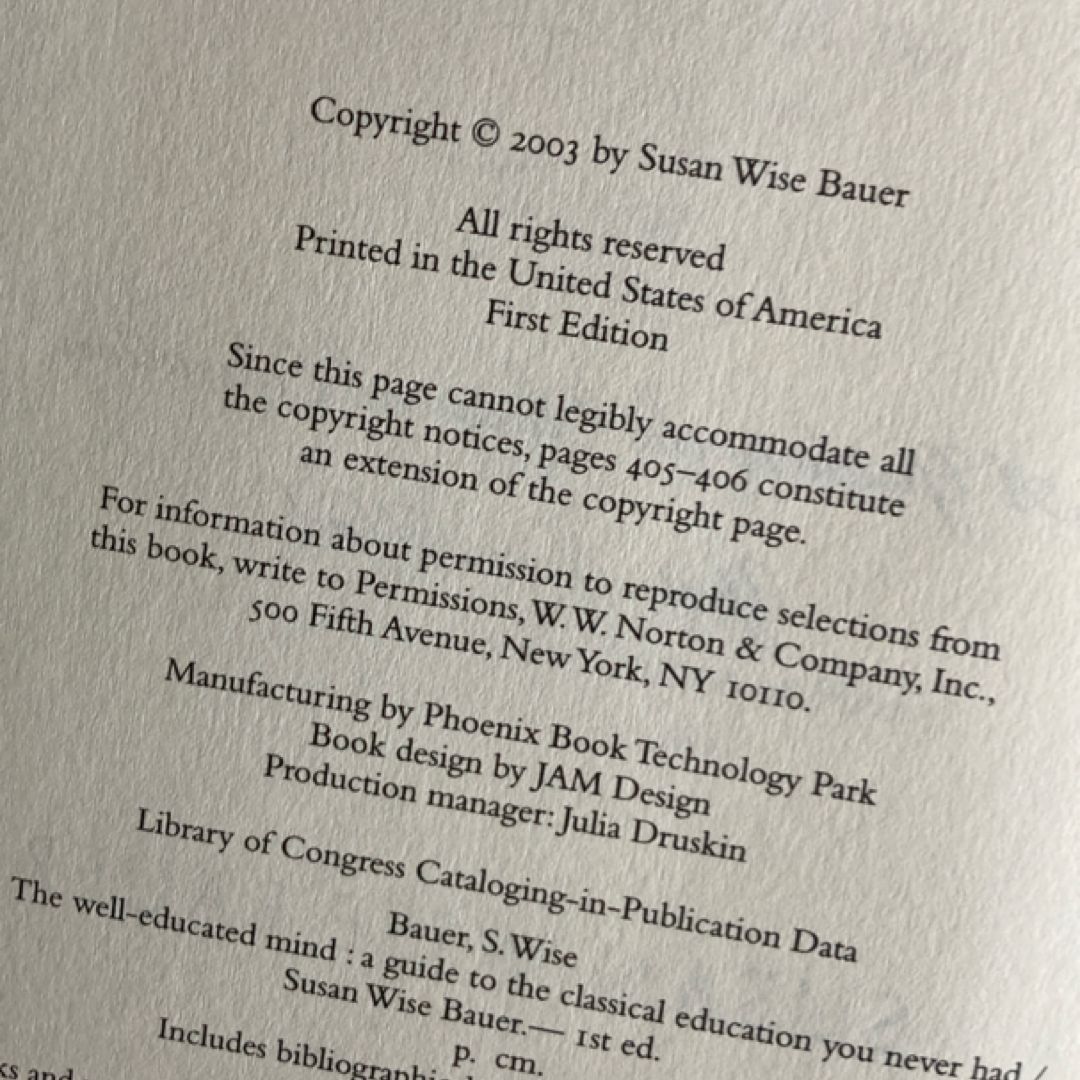 Copyright © 2003 by Susan Wise Bauer
All rights reserved
Printed in the United States of America
First Edition
Since this page cannot legibly accommodate all
the copyright notices, pages 405–406 constitute
an extension of the copyright page.
For information about permission to reproduce selections from
this book, write to Permissions, W. W. Norton & Company, Inc.,
500 Fifth Avenue, New York, NY 10110.
Manufacturing by Phoenix Book Technology Park
Book design by JAM Design
Production manager: Julia Druskin
Library of Congress Cataloging-in-Publication Data
Bauer, S. Wise
The well-educated mind : a guide to the classical education you never had /
Susan Wise Bauer.— 1st ed.
p. cm.
Includes
and